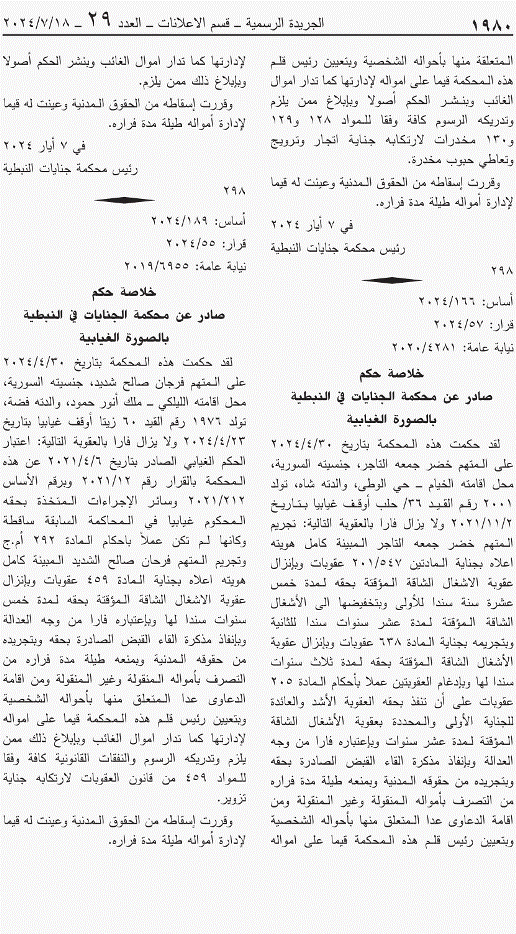 ١٩٨٠
الجريدة الرسمية ــ قسم الاعلانات ــ العدد ٢٩ ــ ٢٠٢٤/٧/١٨
المتعلقة منها بأحواله الشخصية وبتعيين رئيس قلم
هذه المحكمة قيما على امواله لإدارتها كما تدار اموال
الغائب وبنشر الحكم أصولا وبإبلاغ ذلك ممن يلزم
وتدريكه الرسوم كافة وفقا للمواد ١٢٨ و١٢٩
و١٣٠ مخدرات لارتكابه جناية اتجار وترويج
وتعاطي حبوب مخدرة.
وقررت إسقاطه من الحقوق المدنية وعينت له قيما
لإدارة أمواله طيلة مدة فراره.
في ٧ أيار ٢٠٢٤
رئيس محكمة جنايات النبطية
٢٩٨
أساس: ٢٠٢٤/١٦٦
قرار: ٢٠٢٤/٥٧
نيابة عامة: ٢٠٢٠/٤٢٨١
خلاصة حكم
صادر عن محكمة الجنايات في النبطية
بالصورة الغيابية
لقد حكمت هذه المحكمة بتاريخ ٢٠٢٤/٤/٣٠
على المتهم خضر جمعه التاجر، جنسيته السورية،
محل اقامته الخيام ــ حي الوطى، والدته شاه، تولد
٢٠٠١ رقم القيد ٣٦/ حلب أوقف غيابيا بتاريخ
٢٠٢١/١١/٢ ولا يزال فارا بالعقوبة التالية: تجريم
المتهم خضر جمعه التاجر المبينة كامل هويته
اعلاه بجناية المادتين ٢٠١/٥٤٧ عقوبات وبإنزال
عقوبة الاشغال الشاقة المؤقتة بحقه لمدة خمس
عشرة سنة سندا للأولى وبتخفيضها الى الأشغال
الشاقة المؤقتة لمدة عشر سنوات سندا للثانية
وبتجريمه بجناية المادة ٦٣٨ عقوبات وبإنزال عقوبة
الأشغال الشاقة المؤقتة بحقه لمدة ثلاث سنوات
سندا لها وبإدغام العقوبتين عملا بأحكام المادة ٢٠٥
عقوبات على أن تنفذ بحقه العقوبة الأشد والعائدة
للجناية الأولى والمحددة بعقوبة الأشغال الشاقة
المؤقتة لمدة عشر سنوات وبإعتباره فارا من وجه
العدالة وبإنفاذ مذكرة القاء القبض الصادرة بحقه
وبتجريده من حقوقه المدنية وبمنعه طيلة مدة فراره
من التصرف بأمواله المنقولة وغير المنقولة ومن
اقامة الدعاوى عدا المتعلق منها بأحواله الشخصية
وبتعيين رئيس قلم هذه المحكمة قيما على امواله
لإدارتها كما تدار اموال الغائب وبنشر الحكم أصولا
وبإبلاغ ذلك ممن يلزم.
وقررت إسقاطه من الحقوق المدنية وعينت له قيما
لإدارة أمواله طيلة مدة فراره.
في ٧ أيار ٢٠٢٤
رئيس محكمة جنايات النبطية
٢٩٨
أساس: ٢٠٢٤/١٨٩
قرار: ٢٠٢٤/٥٥
نيابة عامة: ٢٠١٩/٦٩٥٥
خلاصة حكم
صادر عن محكمة الجنايات في النبطية
بالصورة الغيابية
لقد حكمت هذه المحكمة بتاريخ ٢٠٢٤/٤/٣٠
على المتهم فرحان صالح شديد، جنسيته السورية،
محل اقامته الليلكي ــ ملك أنور حمود، والدته فضة،
تولد ١٩٧٦ رقم القيد ٦٠ زيتا أوقف غيابيا بتاريخ
٢٠٢٤/٤/٢٣ ولا يزال فارا بالعقوبة التالية: اعتبار
الحكم الغيابي الصادر بتاريخ ٢٠٢١/٤/٦ عن هذه
المحكمة بالقرار رقم ٢٠٢١/١٢ وبرقم الأساس
٢٠٢١/٢١٢ وسائر الإجراءات المتخذة بحقه
المحكوم غيابيا في المحاكمة السابقة ساقطة
وكانها لم تكن عملاً باحكام المادة ٢٩٢ أ.م.ج
وتجريم المتهم فرحان صالح الشديد المبينة كامل
هويته اعلاه بجناية المادة ٤٥٩ عقوبات وبإنزال
عقوبة الاشغال الشاقة المؤقتة بحقه لمدة خمس
سنوات سندا لها وبإعتباره فارا من وجه العدالة
وبإنفاذ مذكرة القاء القبض الصادرة بحقه وبتجريده
من حقوقه المدنية وبمنعه طيلة مدة فراره من
التصرف بأمواله المنقولة وغير المنقولة ومن اقامة
الدعاوى عدا المتعلق منها بأحواله الشخصية
وبتعيين رئيس قلم هذه المحكمة قيما على امواله
لإدارتها كما تدار اموال الغائب وبإبلاغ ذلك ممن
يلزم وتدريكه الرسوم والنفقات القانونية كافة وفقا
للمواد ٤٥٩ من قانون العقوبات لارتكابه جناية
تزوير.
وقررت إسقاطه من الحقوق المدنية وعينت له قيما
لإدارة أمواله طيلة مدة فراره.